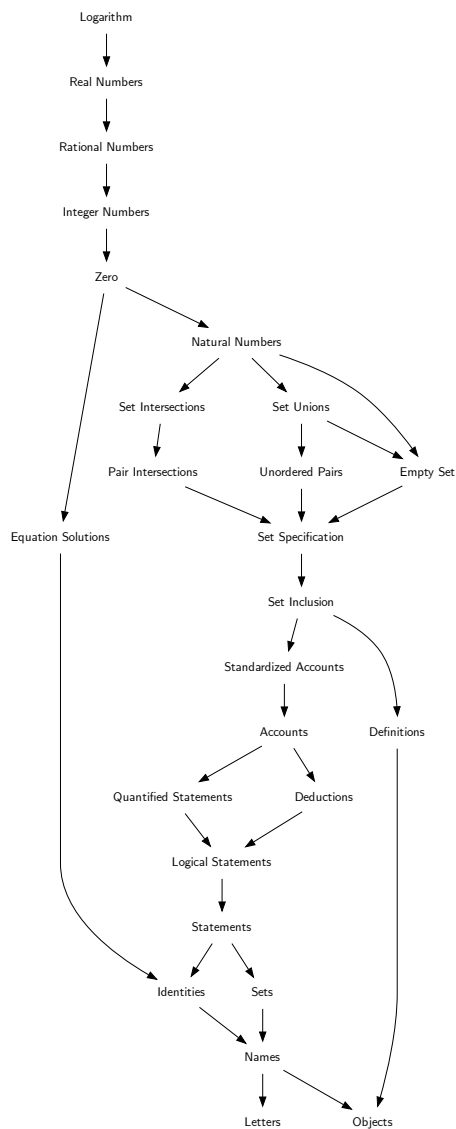 Logarithm
Real Numbers
Rational Numbers
Integer Numbers
Zero
Natural Numbers
Set Intersections
Set Unions
Pair Intersections
Unordered Pairs
Empty Set
Equation Solutions
Set Specification
Set Inclusion
Standardized Accounts
Accounts
Definitions
Quantified Statements
Deductions
Logical Statements
Statements
Identities
Sets
Names
Letters
Objects